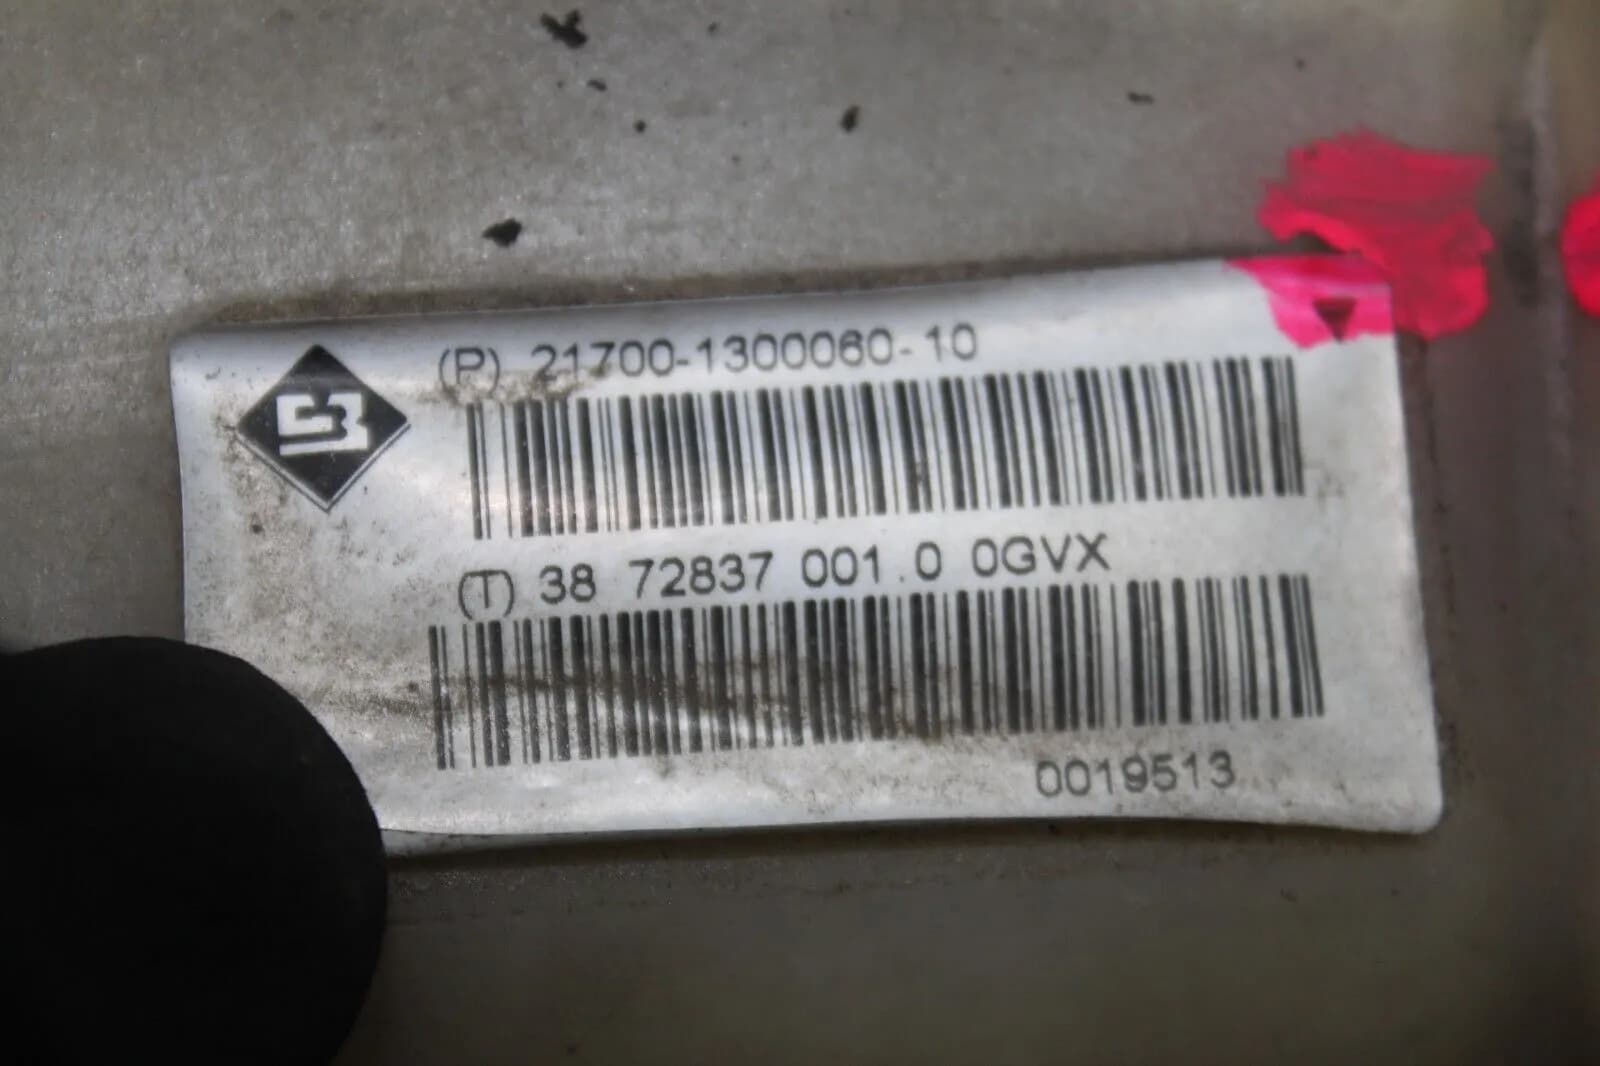 (P) 21700-1300060-10
(T) 38 72837 001.0 0GVX
0019513